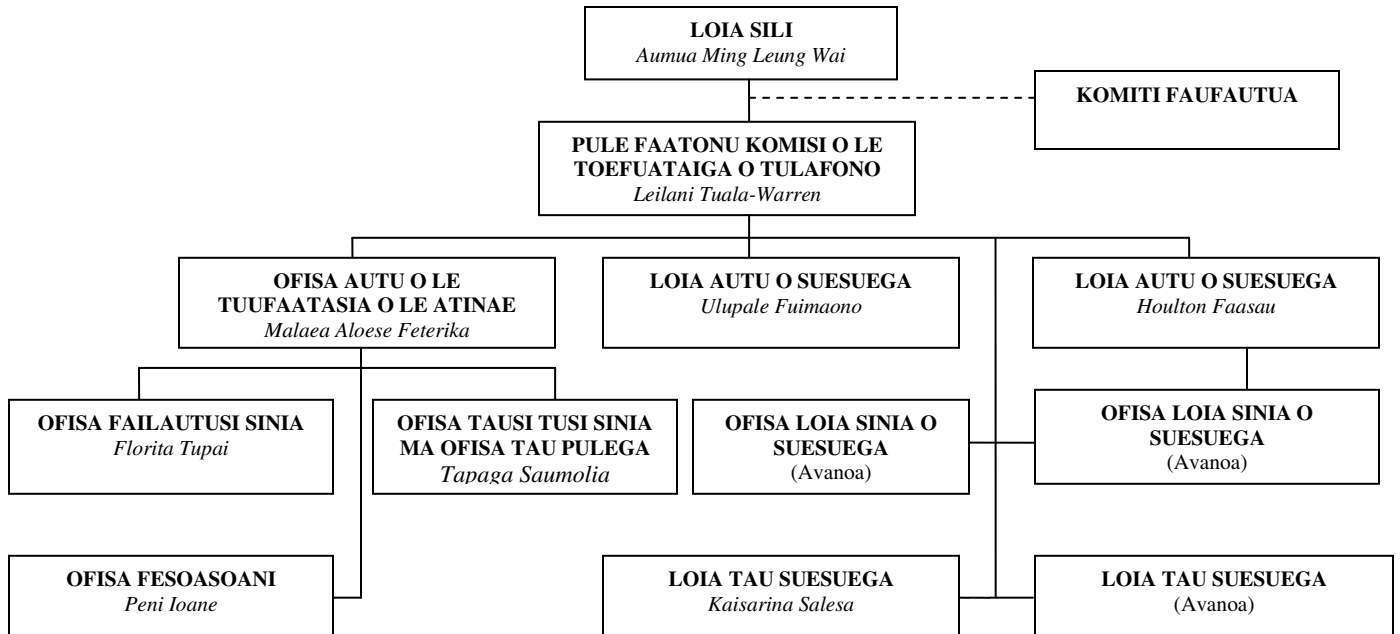 LOIA SILI
Aumua Ming Leung Wai
KOMITI FAUFAUTUA
PULE FAATONU KOMISI O LE
TOEFUATAIGA O TULAFONO
Leilani Tuala-Warren
OFISA AUTU O LE
TUUFAATASIA O LE ATINAE
Malaea Aloese Feterika
LOIA AUTU O SUESUEGA
Ulupale Fuimaono
LOIA AUTU O SUESUEGA
Houlton Faasau
OFISA FAILAUTUSI SINIA
Florita Tupai
OFISA TAUSI TUSI SINIA
MA OFISA TAU PULEGA
Tapaga Saumolia
OFISA LOIA SINIA O
SUESUEGA
(Avanoa)
OFISA LOIA SINIA O
SUESUEGA
(Avanoa)
OFISA FESOASOANI
Peni Ioane
LOIA TAU SUESUEGA
Kaisarina Salesa
LOIA TAU SUESUEGA
(Avanoa)